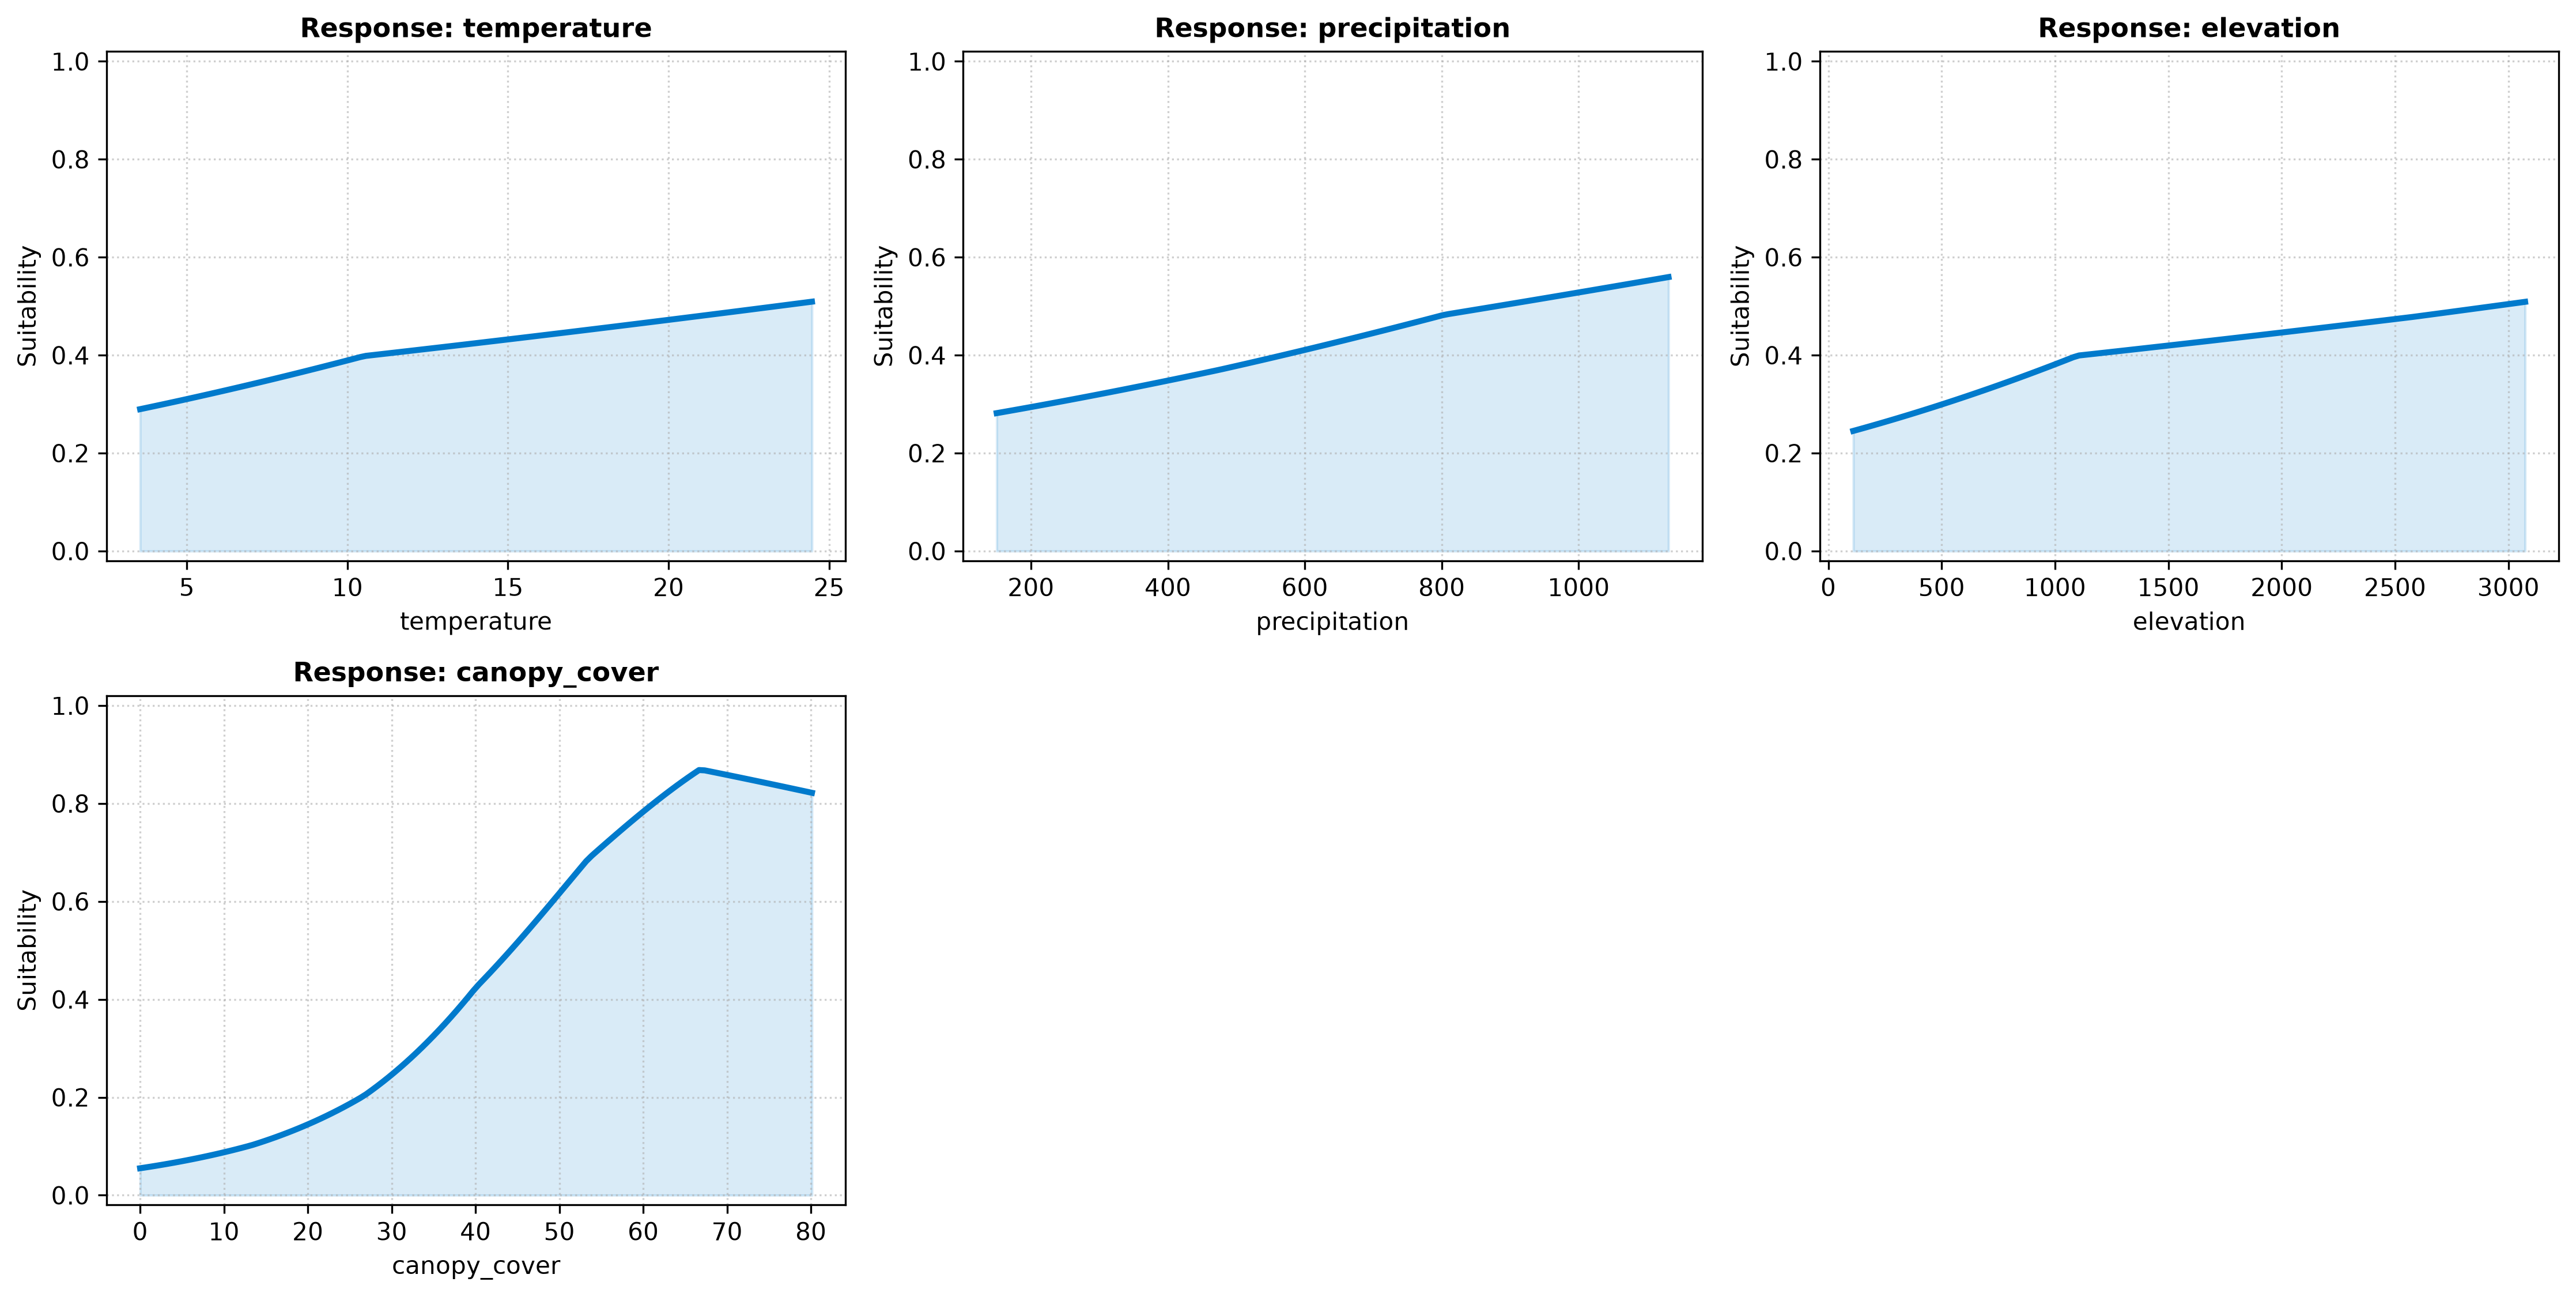 Response: temperature
1.0
0.8
0.6
0.4
0.2
0.0
Suitability
5 10 15 20 25
temperature
Response: precipitation
1.0
0.8
0.6
0.4
0.2
0.0
Suitability
200 400 600 800 1000
precipitation
Response: elevation
1.0
0.8
0.6
0.4
0.2
0.0
Suitability
0 500 1000 1500 2000 2500 3000
elevation
Response: canopy_cover
1.0
0.8
0.6
0.4
0.2
0.0
Suitability
0 10 20 30 40 50 60 70 80
canopy_cover